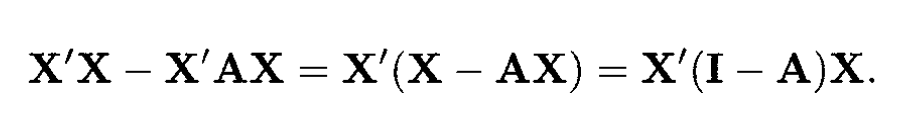 X′X − X′AX = X′(X − AX) = X′(I − A)X.